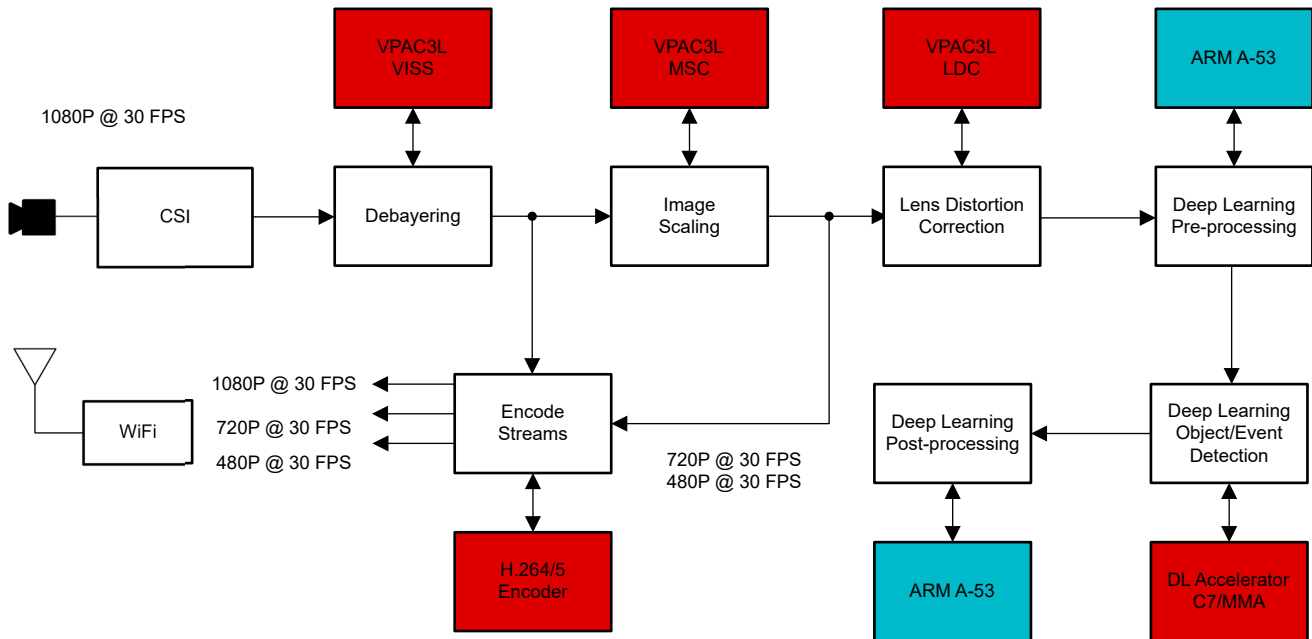 VPAC3L
VISS
VPAC3L
MSC
VPAC3L
LDC
ARM A-53
1080P @ 30 FPS
CSI
Debayering
Image
Scaling
Lens Distortion
Correction
Deep Learning
Pre-processing
WiFi
1080P @ 30 FPS
720P @ 30 FPS
480P @ 30 FPS
Encode
Streams
720P @ 30 FPS
480P @ 30 FPS
Deep Learning
Post-processing
Deep Learning
Object/Event
Detection
H.264/5
Encoder
ARM A-53
DL Accelerator
C7/MMA